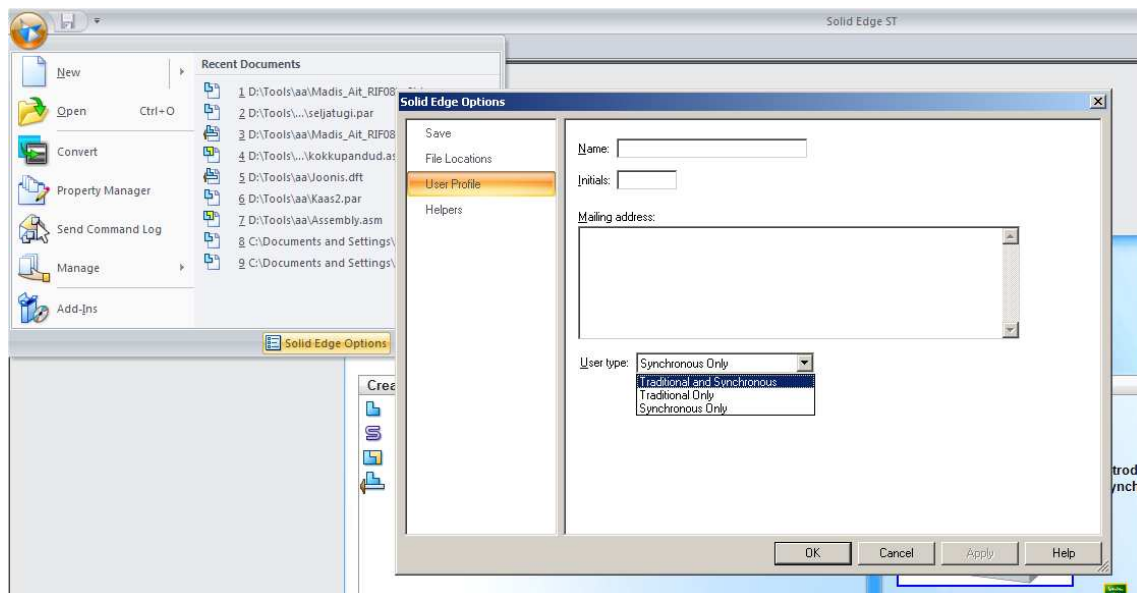 Solid Edge ST
New
Open Ctrl+O
Convert
Property Manager
Send Command Log
Manage
Add-Ins
Recent Documents
1 D:\Tools\aa\Madis_Ait_RIF08
2 D:\Tools\...\seljatugi.par
3 D:\Tools\aa\Madis_Ait_RIF08
4 D:\Tools\...\kokkupandud.as
5 D:\Tools\aa\Joonis.dft
6 D:\Tools\aa\Kaas2.par
7 D:\Tools\aa\Assembly.asm
8 C:\Documents and Settings\
9 C:\Documents and Settings\
Solid Edge Options
Solid Edge Options
Save
File Locations
User Profile
Helpers
Name:
Initials:
Mailing address:
User type: Synchronous Only
Traditional and Synchronous
Traditional Only
Synchronous Only
OK Cancel Apply Help
Crea
trod
ynch